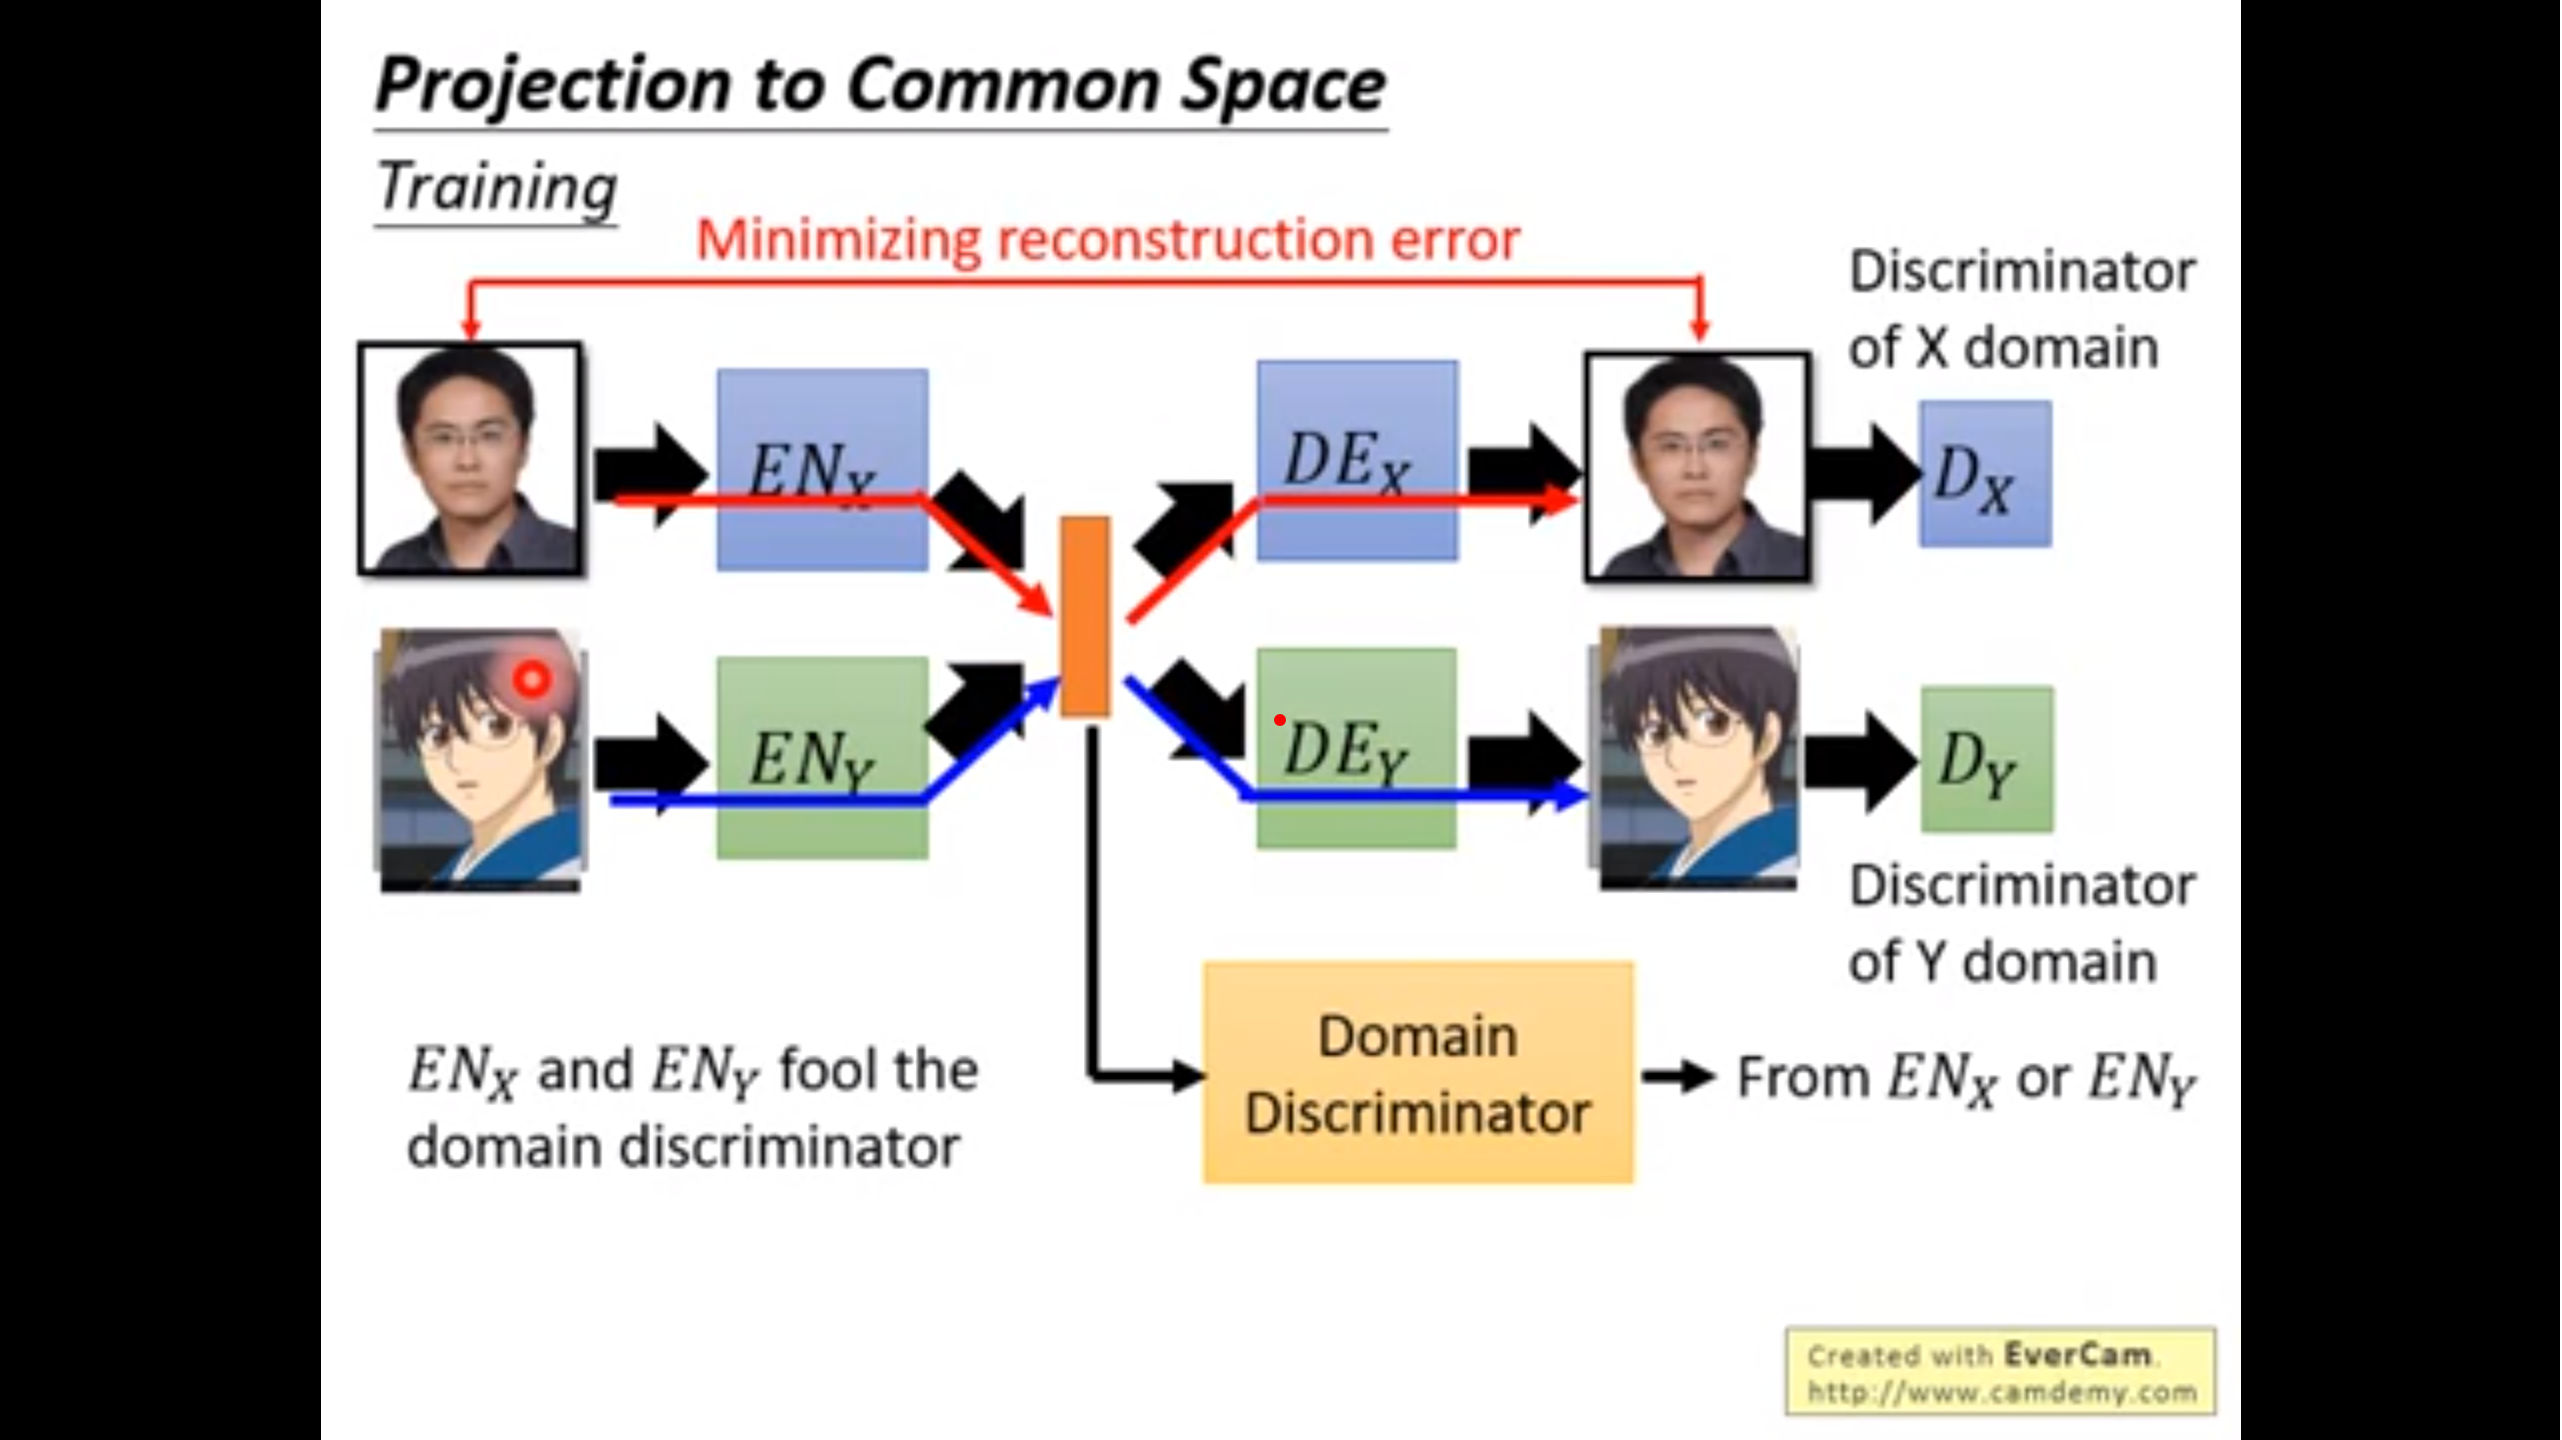 Projection to Common Space
Training
Minimizing reconstruction error
Discriminator
of X domain
EN_X
DE_X
D_X
EN_Y
DE_Y
D_Y
Discriminator
of Y domain
EN_X and EN_Y fool the
domain discriminator
Domain
Discriminator
From EN_X or EN_Y
Created with EverCam.
http://www.camdemy.com